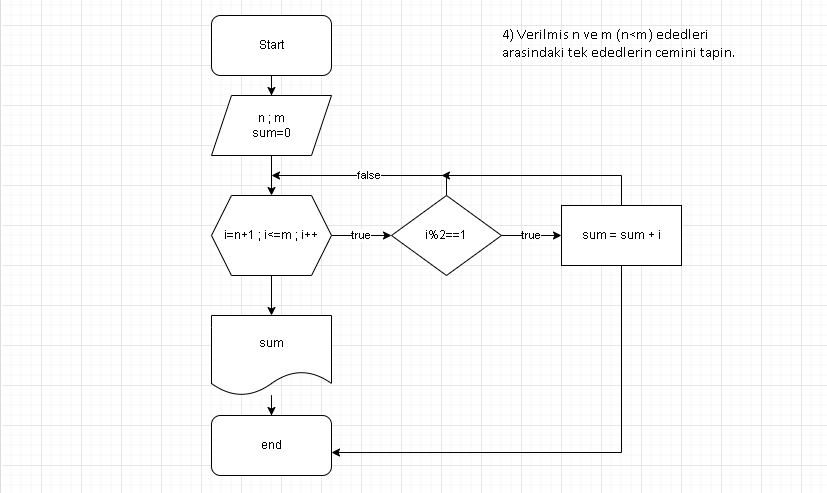 Start
4) Verilmis n ve m (n<m) ededleri
arasindaki tek ededlerin cemini tapin.
n ; m
sum=0
false
i=n+1 ; i<=m ; i++
true
i%2==1
true
sum = sum + i
sum
end